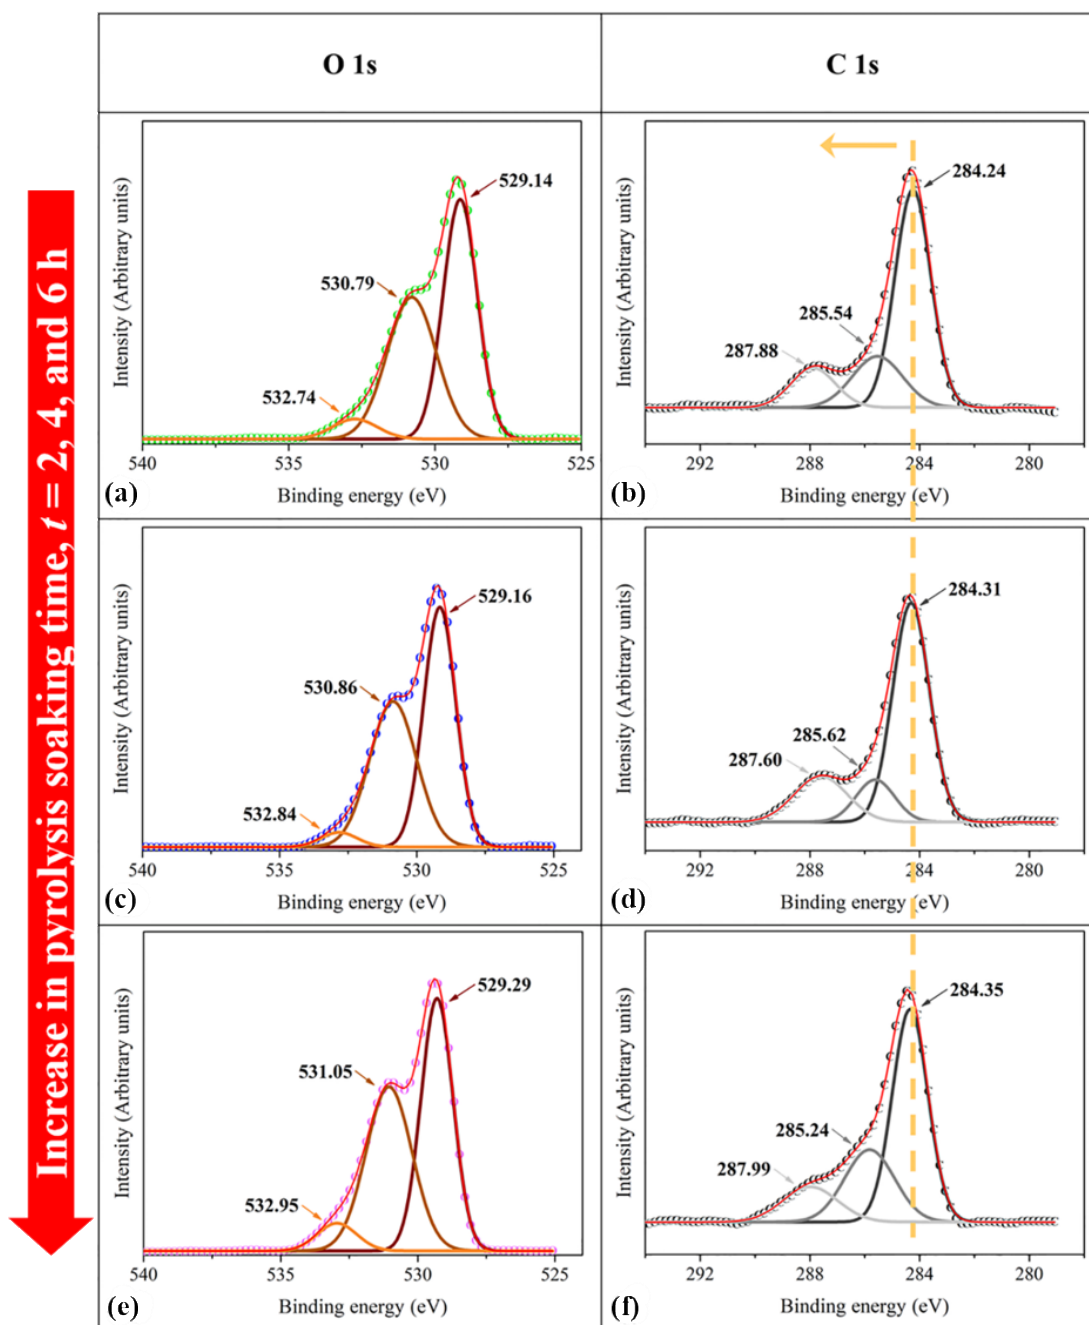 O 1s
C 1s
Increase in pyrolysis soaking time, t = 2, 4, and 6 h
Intensity (Arbitrary units)
529.14
530.79
532.74
540
535
530
525
Binding energy (eV)
(a)
Intensity (Arbitrary units)
284.24
285.54
287.88
292
288
284
280
Binding energy (eV)
(b)
Intensity (Arbitrary units)
529.16
530.86
532.84
540
535
530
525
Binding energy (eV)
(c)
Intensity (Arbitrary units)
284.31
285.62
287.60
292
288
284
280
Binding energy (eV)
(d)
Intensity (Arbitrary units)
529.29
531.05
532.95
540
535
530
525
Binding energy (eV)
(e)
Intensity (Arbitrary units)
284.35
285.24
287.99
292
288
284
280
Binding energy (eV)
(f)